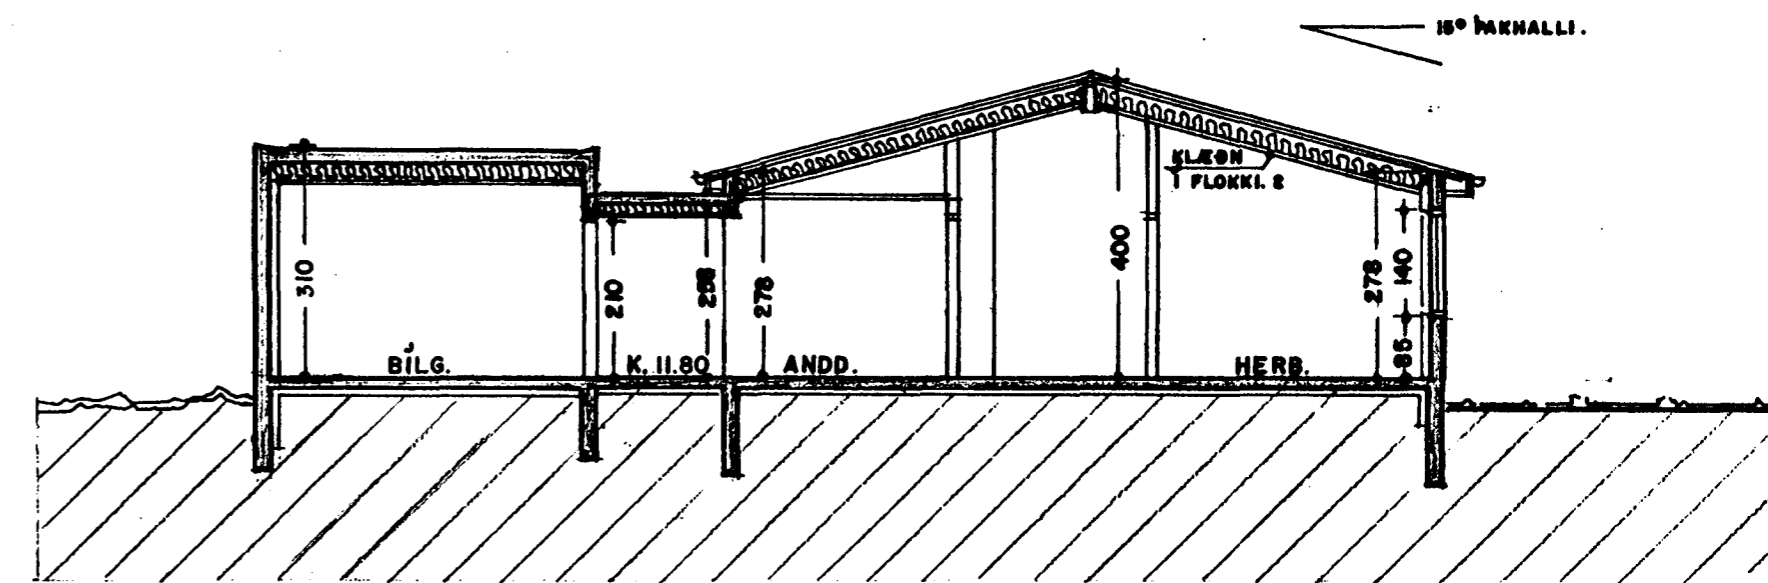 15° ÞAKHALLI.
KLÆÐN
Í FLOKKI. 2
310
210
258
278
400
278
140
85
BÍLG.
K. 11.80
ANDD.
HERB.